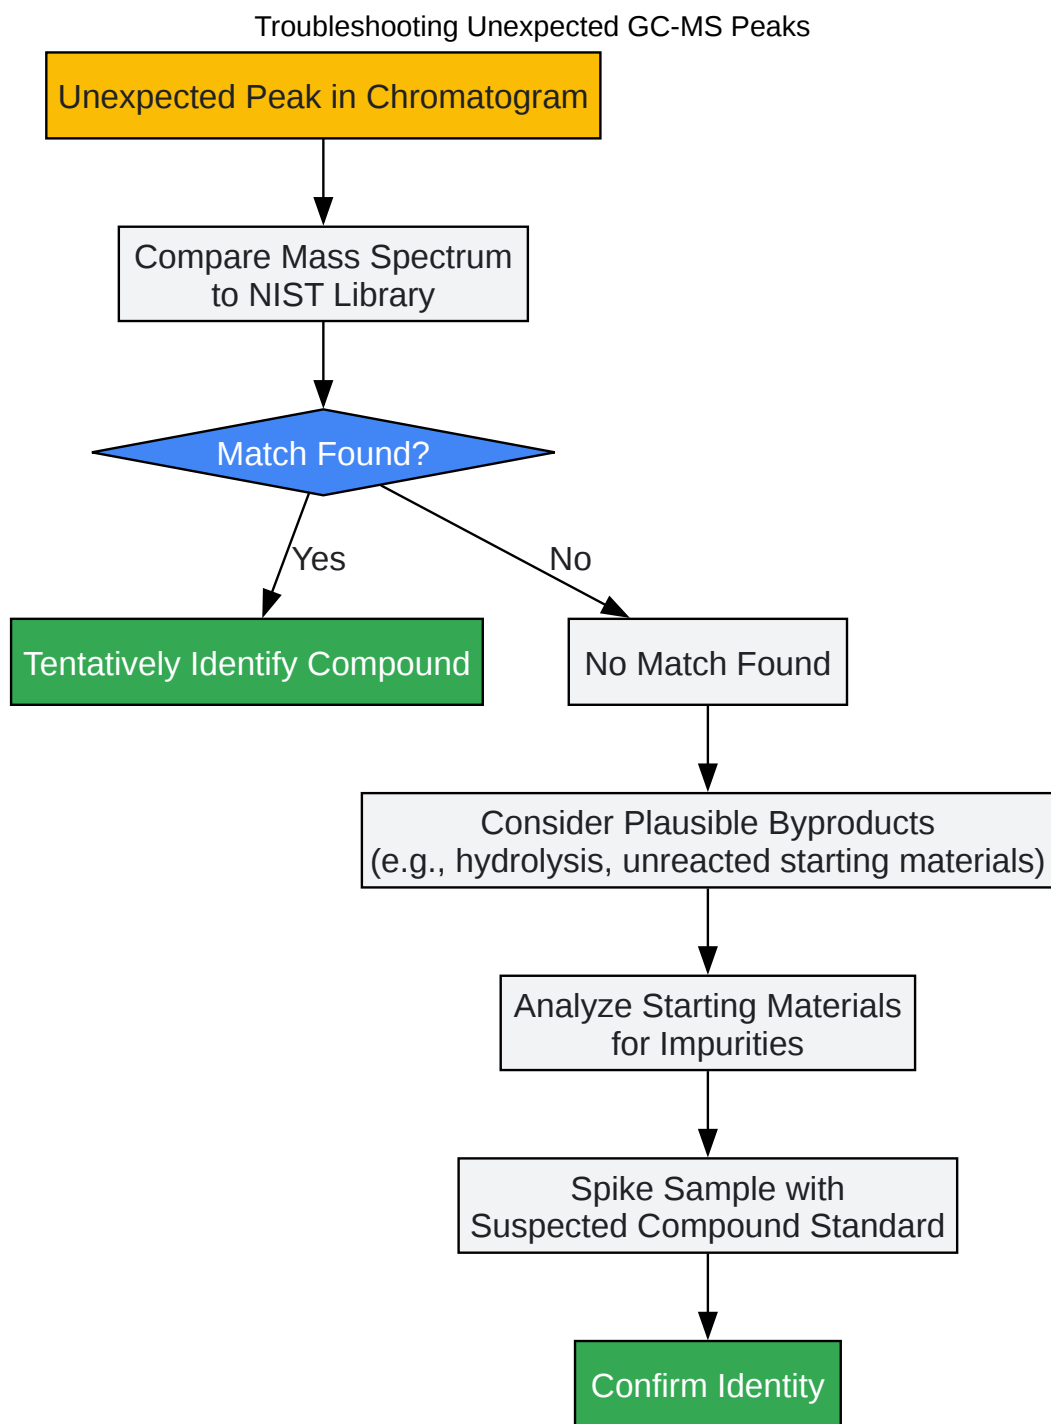 Troubleshooting Unexpected GC-MS Peaks
Unexpected Peak in Chromatogram
Compare Mass Spectrum
to NIST Library
Match Found?
Yes
No
Tentatively Identify Compound
No Match Found
Consider Plausible Byproducts
(e.g., hydrolysis, unreacted starting materials)
Analyze Starting Materials
for Impurities
Spike Sample with
Suspected Compound Standard
Confirm Identity